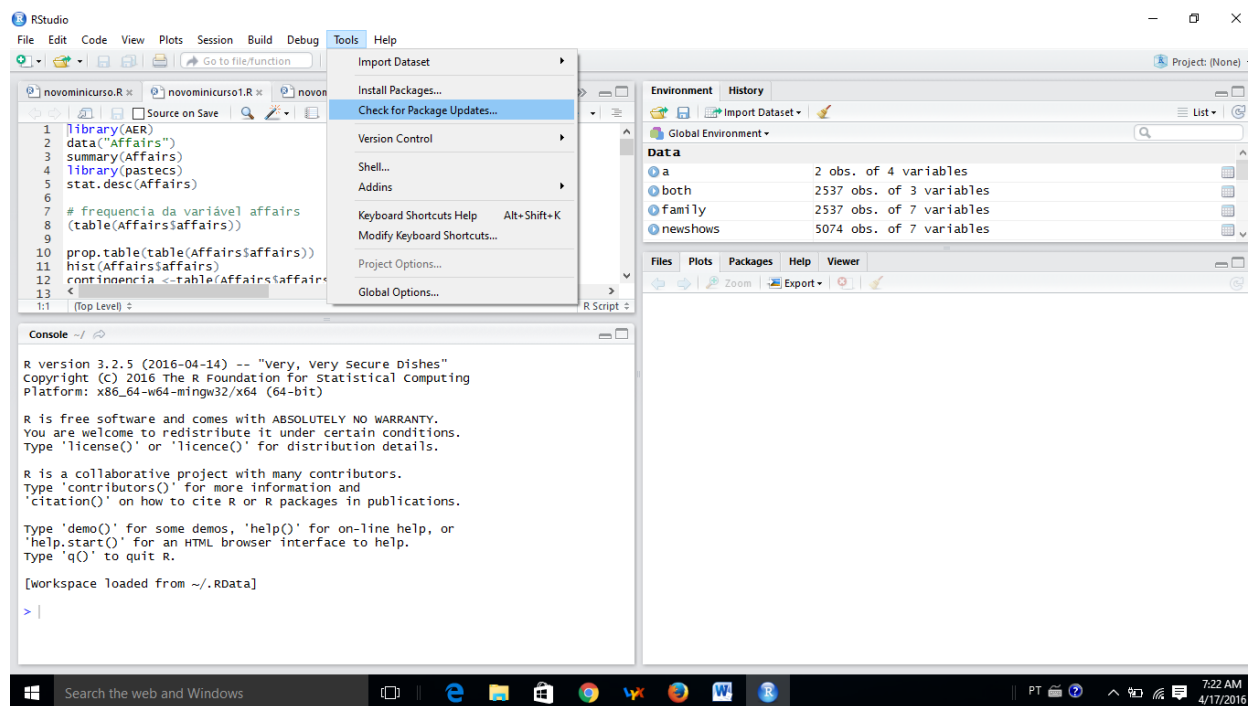 RStudio
File Edit Code View Plots Session Build Debug Tools Help
Go to file/function
Project: (None)
Import Dataset
Install Packages...
Check for Package Updates...
Version Control
Shell...
Addins
Keyboard Shortcuts Help Alt+Shift+K
Modify Keyboard Shortcuts...
Project Options...
Global Options...
novominicurso.R × novominicurso1.R × novon
Source on Save
1 library(AER)
2 data("Affairs")
3 summary(Affairs)
4 library(pastecs)
5 stat.desc(Affairs)
6
7 # frequencia da variável affairs
8 (table(Affairs$affairs))
9
10 prop.table(table(Affairs$affairs))
11 hist(Affairs$affairs)
12 contingencia <-table(Affairs$affairs
13
1:1 (Top Level) R Script
Console ~/
R version 3.2.5 (2016-04-14) -- "Very, Very Secure Dishes"
Copyright (C) 2016 The R Foundation for Statistical Computing
Platform: x86_64-w64-mingw32/x64 (64-bit)
R is free software and comes with ABSOLUTELY NO WARRANTY.
You are welcome to redistribute it under certain conditions.
Type 'license()' or 'licence()' for distribution details.
R is a collaborative project with many contributors.
Type 'contributors()' for more information and
'citation()' on how to cite R or R packages in publications.
Type 'demo()' for some demos, 'help()' for on-line help, or
'help.start()' for an HTML browser interface to help.
Type 'q()' to quit R.
[Workspace loaded from ~/.RData]
>
Environment History
Import Dataset List
Global Environment
Data
a 2 obs. of 4 variables
both 2537 obs. of 3 variables
family 2537 obs. of 7 variables
newshows 5074 obs. of 7 variables
Files Plots Packages Help Viewer
Zoom Export
Search the web and Windows
PT
7:22 AM
4/17/2016